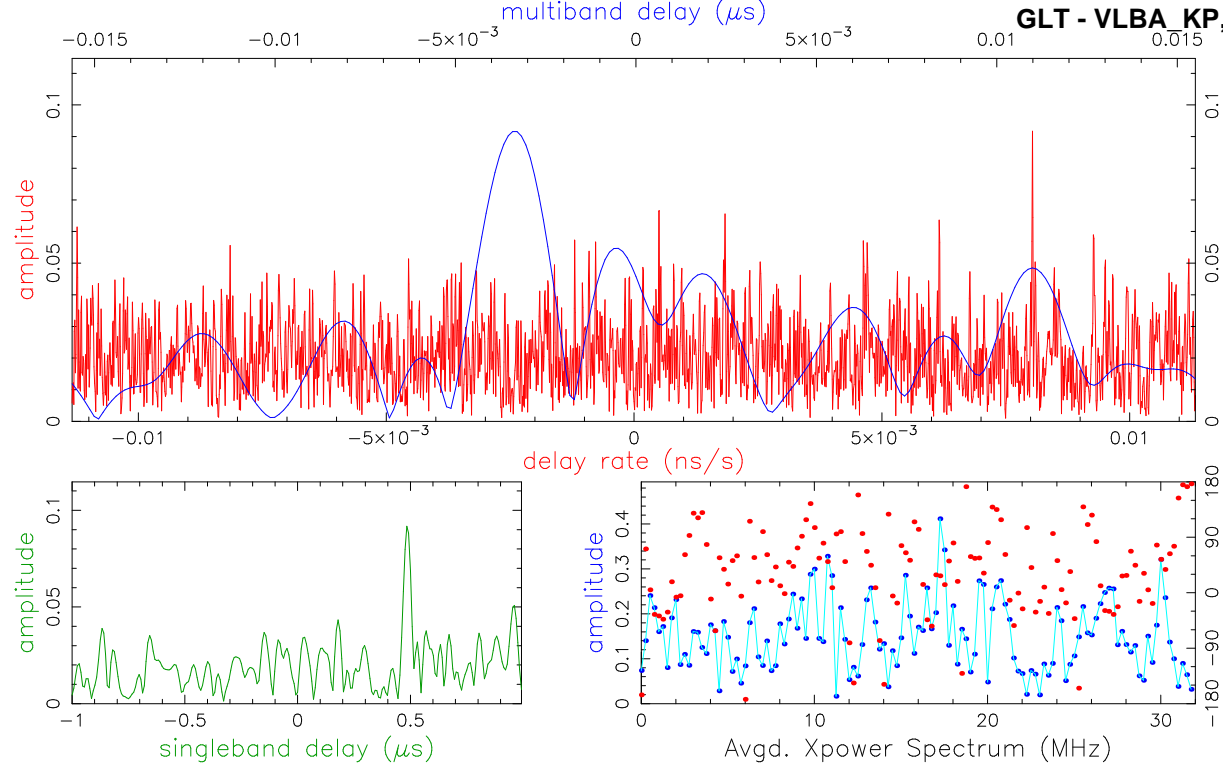 multiband delay (μs)
GLT - VLBA_KP,
−0.015 −0.01 −5×10⁻³ 0 5×10⁻³ 0.01 0.015
amplitude
0 0.05 0.1
0 0.05 0.1
−0.01 −5×10⁻³ 0 5×10⁻³ 0.01
delay rate (ns/s)
amplitude
0 0.05 0.1
−1 −0.5 0 0.5
singleband delay (μs)
amplitude
0 0.1 0.2 0.3 0.4
−180 −90 0 90 180
0 10 20 30
Avgd. Xpower Spectrum (MHz)